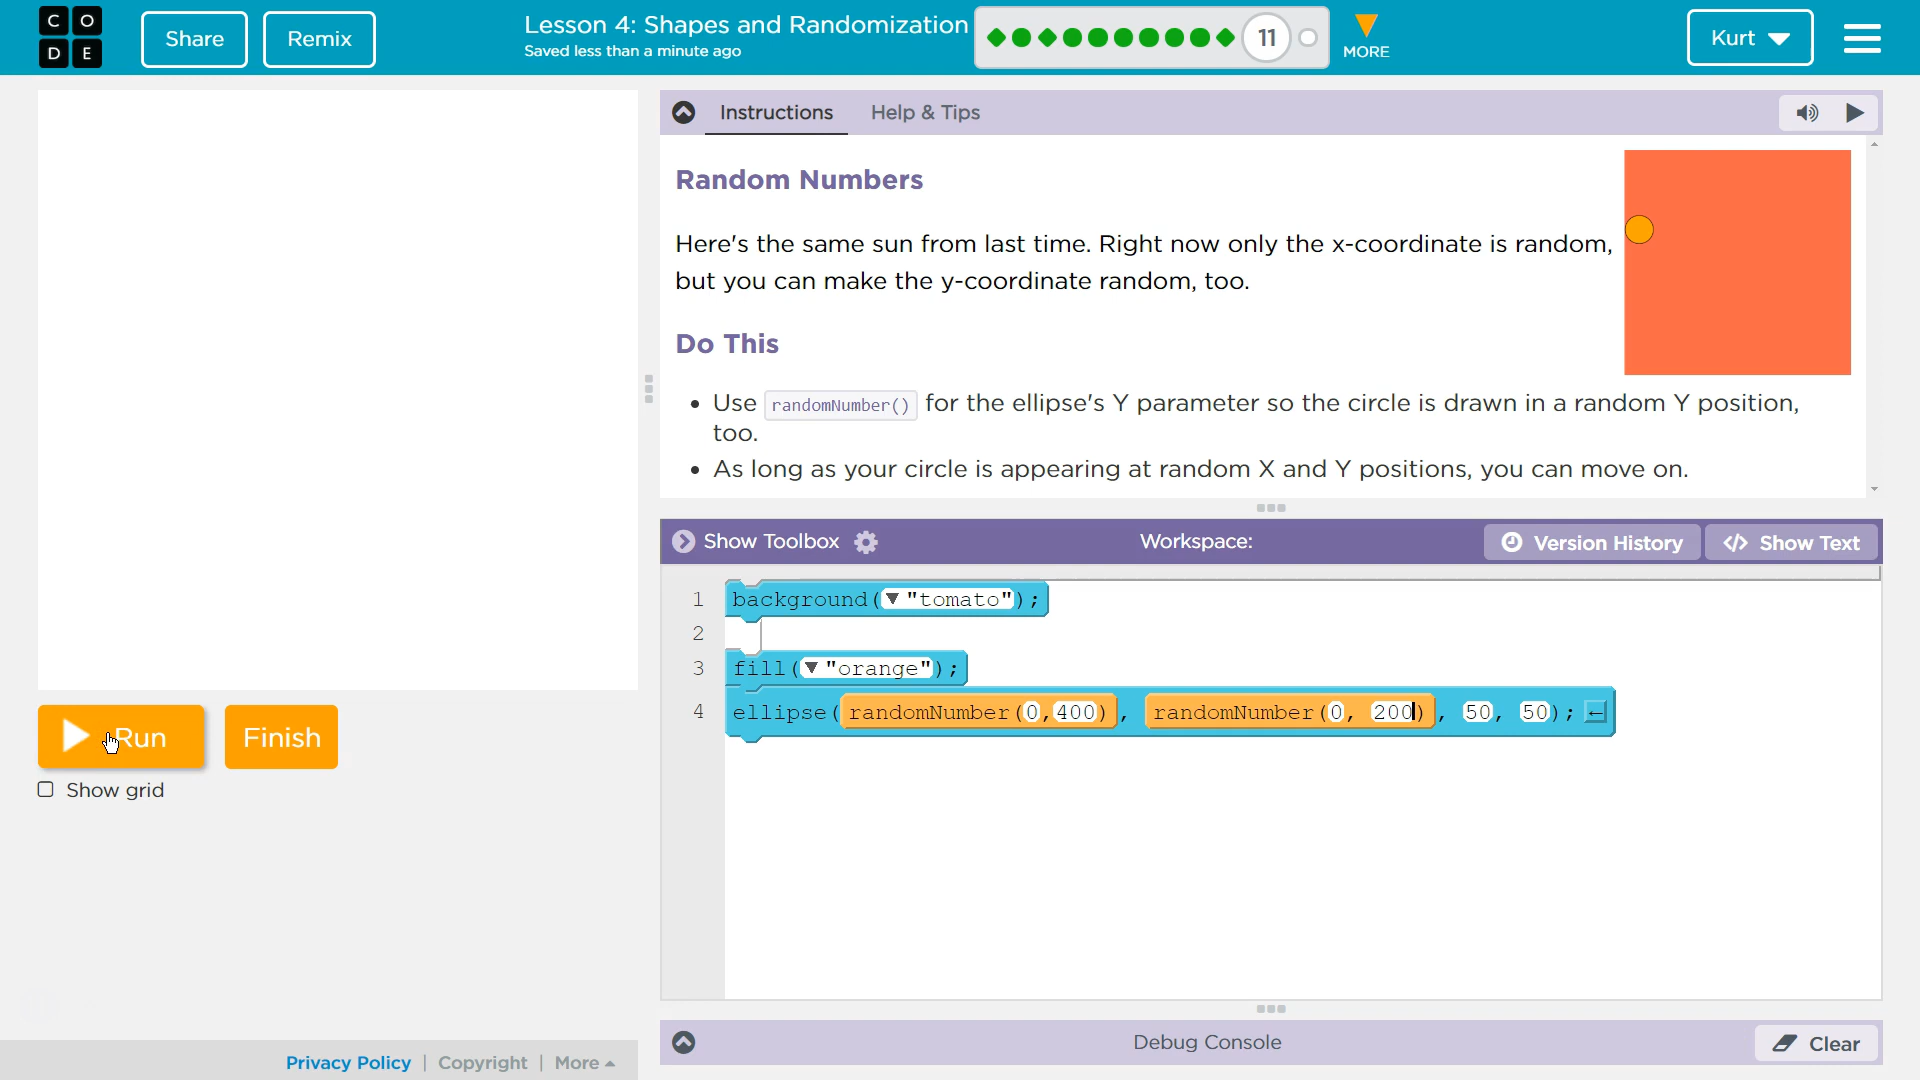 C O
D E
Share
Remix
Lesson 4: Shapes and Randomization
Saved less than a minute ago
11
MORE
Kurt
Instructions
Help & Tips
Random Numbers
Here's the same sun from last time. Right now only the x-coordinate is random,
but you can make the y-coordinate random, too.
Do This
Use randomNumber() for the ellipse's Y parameter so the circle is drawn in a random Y position,
too.
As long as your circle is appearing at random X and Y positions, you can move on.
Run
Finish
Show grid
Show Toolbox
Workspace:
Version History
</> Show Text
1 background(▼ "tomato");
2
3 fill(▼ "orange");
4 ellipse(randomNumber(0,400), randomNumber(0, 200), 50, 50); ←
Debug Console
Clear
Privacy Policy | Copyright | More